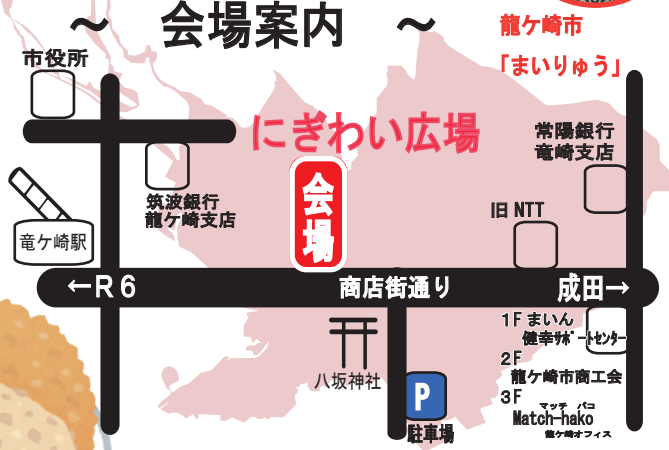 ～ 会場案内 ～
龍ケ崎市
「まいりゅう」
市役所
にぎわい広場
常陽銀行
竜崎支店
筑波銀行
龍ケ崎支店
会場
旧 NTT
竜ケ崎駅
←R6
商店街通り
成田→
1F まいん
健幸ｻﾎﾟｰﾄｾﾝﾀｰ
2F
龍ケ崎市商工会
3F
マッチ バコ
Match-hako
龍ケ崎オフィス
八坂神社
P
駐車場